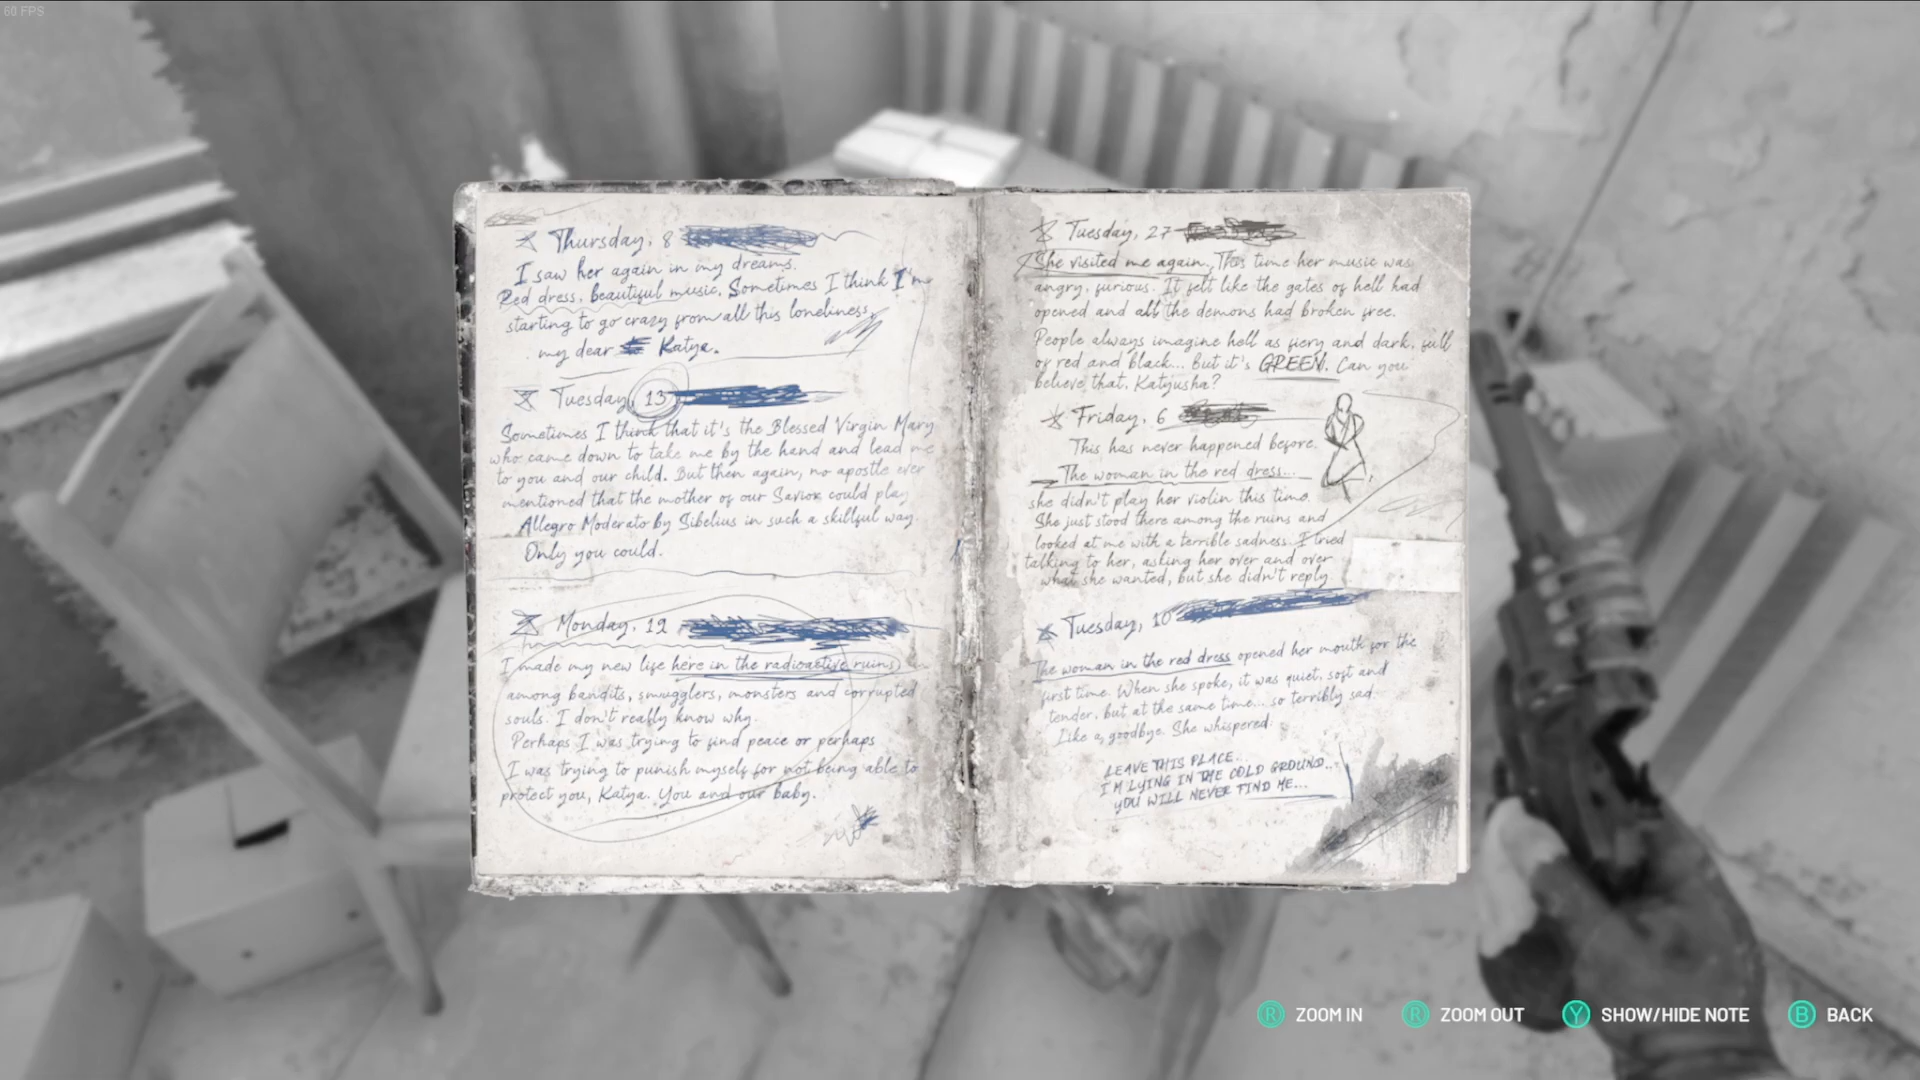 60 FPS
Thursday, 8
I saw her again in my dreams.
Red dress, beautiful music. Sometimes I think I'm
starting to go crazy from all this loneliness,
my dear Katya.
Tuesday, 13
Sometimes I think that it's the Blessed Virgin Mary
who came down to take me by the hand and lead me
to you and our child. But then again, no apostle ever
mentioned that the mother of our Savior could play
Allegro Moderato by Sibelius in such a skillful way.
Only you could.
Monday, 19
I made my new life here in the radioactive ruins,
among bandits, smugglers, monsters and corrupted
souls. I don't really know why.
Perhaps I was trying to find peace or perhaps
I was trying to punish myself for not being able to
protect you, Katya. You and our baby.
Tuesday, 27
She visited me again. This time her music was
angry, furious. It felt like the gates of hell had
opened and all the demons had broken free.
People always imagine hell as fiery and dark, full
of red and black... But it's GREEN. Can you
believe that, Katyusha?
Friday, 6
This has never happened before.
The woman in the red dress...
she didn't play her violin this time.
She just stood there among the ruins and
looked at me with a terrible sadness. I tried
talking to her, asking her over and over
what she wanted, but she didn't reply.
Tuesday, 10
The woman in the red dress opened her mouth for the
first time. When she spoke, it was quiet, soft and
tender, but at the same time... so terribly sad.
Like a goodbye. She whispered:
LEAVE THIS PLACE...
I'M LYING IN THE COLD GROUND...
YOU WILL NEVER FIND ME...
R ZOOM IN R ZOOM OUT Y SHOW/HIDE NOTE B BACK